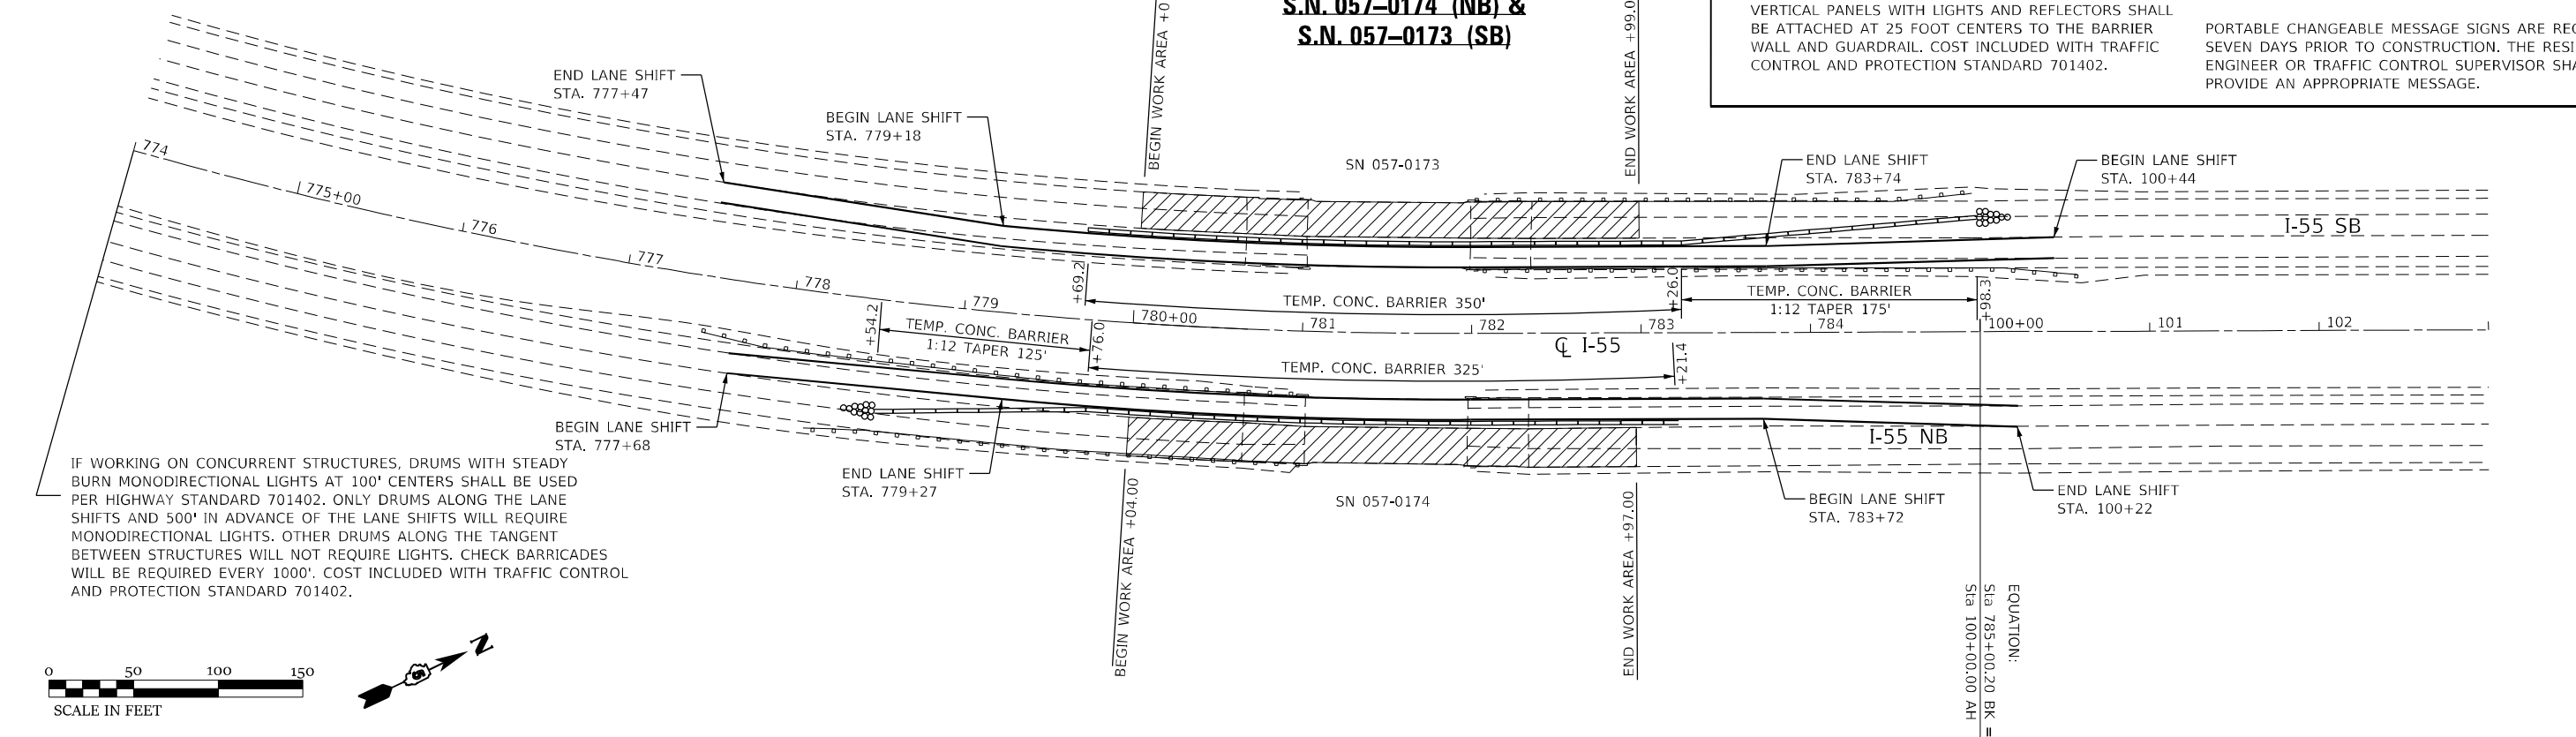 S.N. 057–0174 (NB) &
S.N. 057–0173 (SB)
VERTICAL PANELS WITH LIGHTS AND REFLECTORS SHALL
BE ATTACHED AT 25 FOOT CENTERS TO THE BARRIER
WALL AND GUARDRAIL. COST INCLUDED WITH TRAFFIC
CONTROL AND PROTECTION STANDARD 701402.
PORTABLE CHANGEABLE MESSAGE SIGNS ARE
SEVEN DAYS PRIOR TO CONSTRUCTION. THE
ENGINEER OR TRAFFIC CONTROL SUPERVISOR
PROVIDE AN APPROPRIATE MESSAGE.
BEGIN WORK AREA +0
END WORK AREA +99.0
END LANE SHIFT
STA. 777+47
BEGIN LANE SHIFT
STA. 779+18
SN 057-0173
END LANE SHIFT
STA. 783+74
BEGIN LANE SHIFT
STA. 100+44
I-55 SB
774
775+00
776
777
778
779
780+00
781
782
783
784
100+00
101
102
+69.2
TEMP. CONC. BARRIER 350'
+26.0
TEMP. CONC. BARRIER
1:12 TAPER 175'
+98.3
+54.2
TEMP. CONC. BARRIER
1:12 TAPER 125'
+76.0
TEMP. CONC. BARRIER 325'
+21.4
℄ I-55
I-55 NB
BEGIN LANE SHIFT
STA. 777+68
END LANE SHIFT
STA. 779+27
SN 057-0174
BEGIN LANE SHIFT
STA. 783+72
END LANE SHIFT
STA. 100+22
BEGIN WORK AREA +04.00
END WORK AREA +97.00
IF WORKING ON CONCURRENT STRUCTURES, DRUMS WITH STEADY
BURN MONODIRECTIONAL LIGHTS AT 100' CENTERS SHALL BE USED
PER HIGHWAY STANDARD 701402. ONLY DRUMS ALONG THE LANE
SHIFTS AND 500' IN ADVANCE OF THE LANE SHIFTS WILL REQUIRE
MONODIRECTIONAL LIGHTS. OTHER DRUMS ALONG THE TANGENT
BETWEEN STRUCTURES WILL NOT REQUIRE LIGHTS. CHECK BARRICADES
WILL BE REQUIRED EVERY 1000'. COST INCLUDED WITH TRAFFIC CONTROL
AND PROTECTION STANDARD 701402.
EQUATION:
Sta 785+00.20 BK =
Sta 100+00.00 AH
0 50 100 150
SCALE IN FEET
N